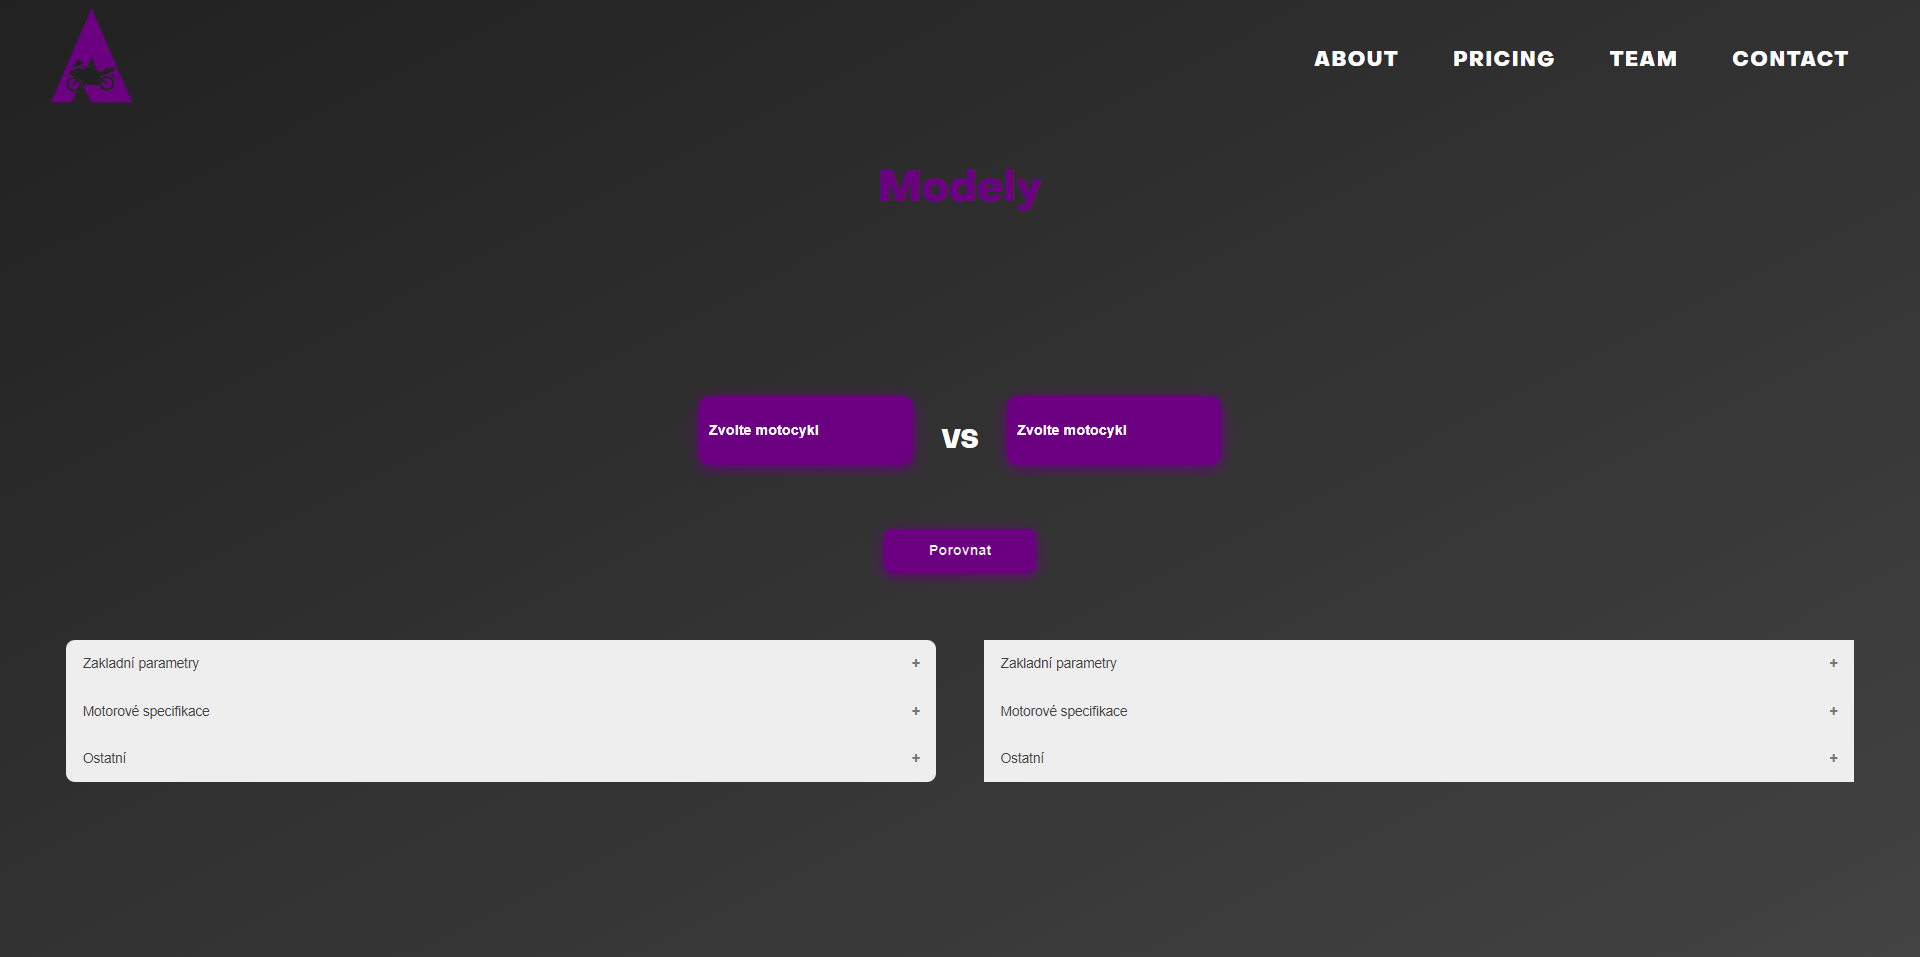 ABOUT PRICING TEAM CONTACT
Modely
Zvolte motocykl vs Zvolte motocykl
Porovnat
Zakladní parametry + Zakladní parametry +
Motorové specifikace + Motorové specifikace +
Ostatní + Ostatní +